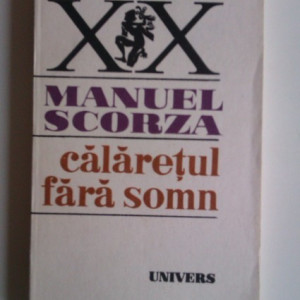 XX
MANUEL
SCORZA
călărețul
fără somn
UNIVERS